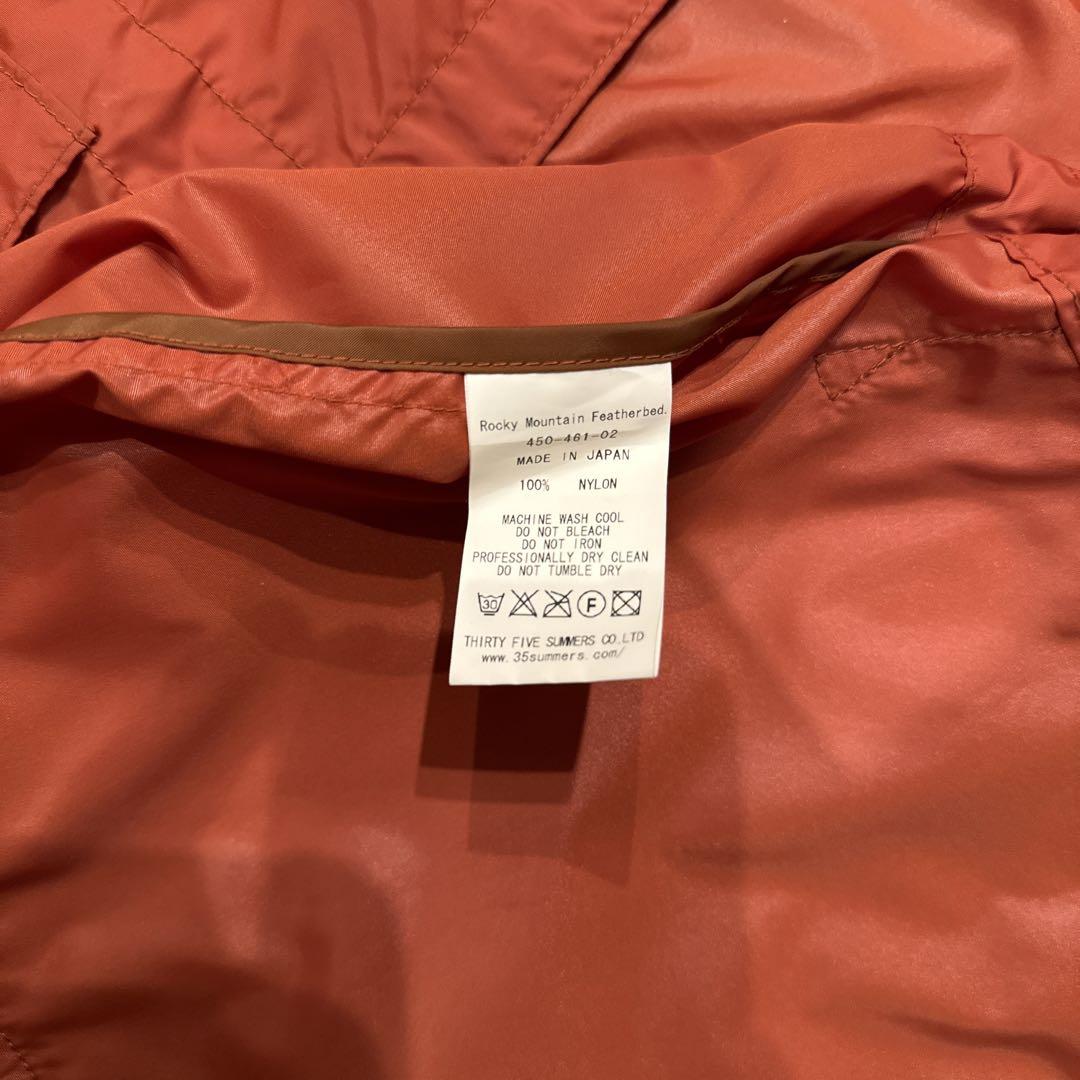 Rocky Mountain Featherbed.
450-461-02
MADE IN JAPAN
100% NYLON
MACHINE WASH COOL
DO NOT BLEACH
DO NOT IRON
PROFESSIONALLY DRY CLEAN
DO NOT TUMBLE DRY
30 F
THIRTY FIVE SUMMERS CO.,LTD
www.35summers.com/